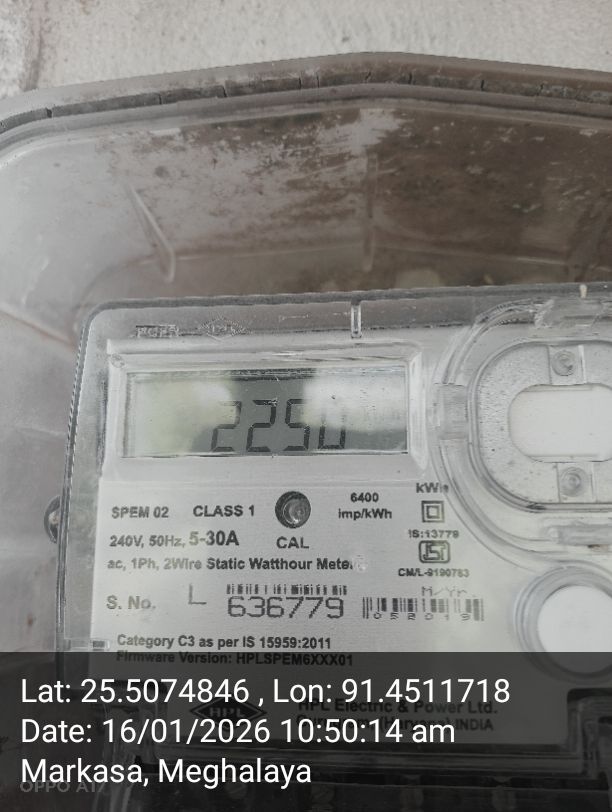 2250
SPEM 02 CLASS 1
6400
imp/kWh
kWh
240V, 50Hz, 5-30A CAL
IS:13779
ac, 1Ph, 2Wire Static Watthour Meter
CM/L-9190783
S. No. L 636779
M/Yr.
052019
Category C3 as per IS 15959:2011
Firmware Version: HPLSPEM6XXX01
HPL
HPL Electric & Power Ltd.
INDIA
Lat: 25.5074846 , Lon: 91.4511718
Date: 16/01/2026 10:50:14 am
Markasa, Meghalaya
OPPO